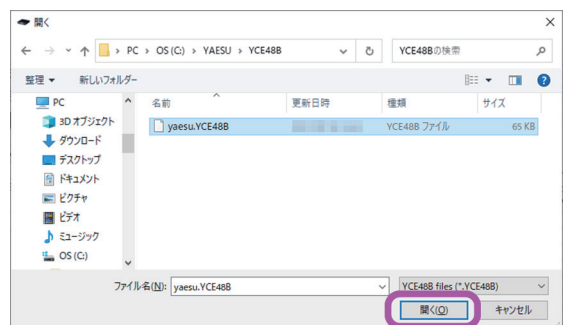 開く
PC > OS (C:) > YAESU > YCE48B
YCE48Bの検索
整理 新しいフォルダー
名前 更新日時 種類 サイズ
yaesu.YCE48B YCE48B ファイル 65 KB
PC
3D オブジェクト
ダウンロード
デスクトップ
ドキュメント
ピクチャ
ビデオ
ミュージック
OS (C:)
ファイル名(N): yaesu.YCE48B YCE48B files (*.YCE48B)
開く(O) キャンセル